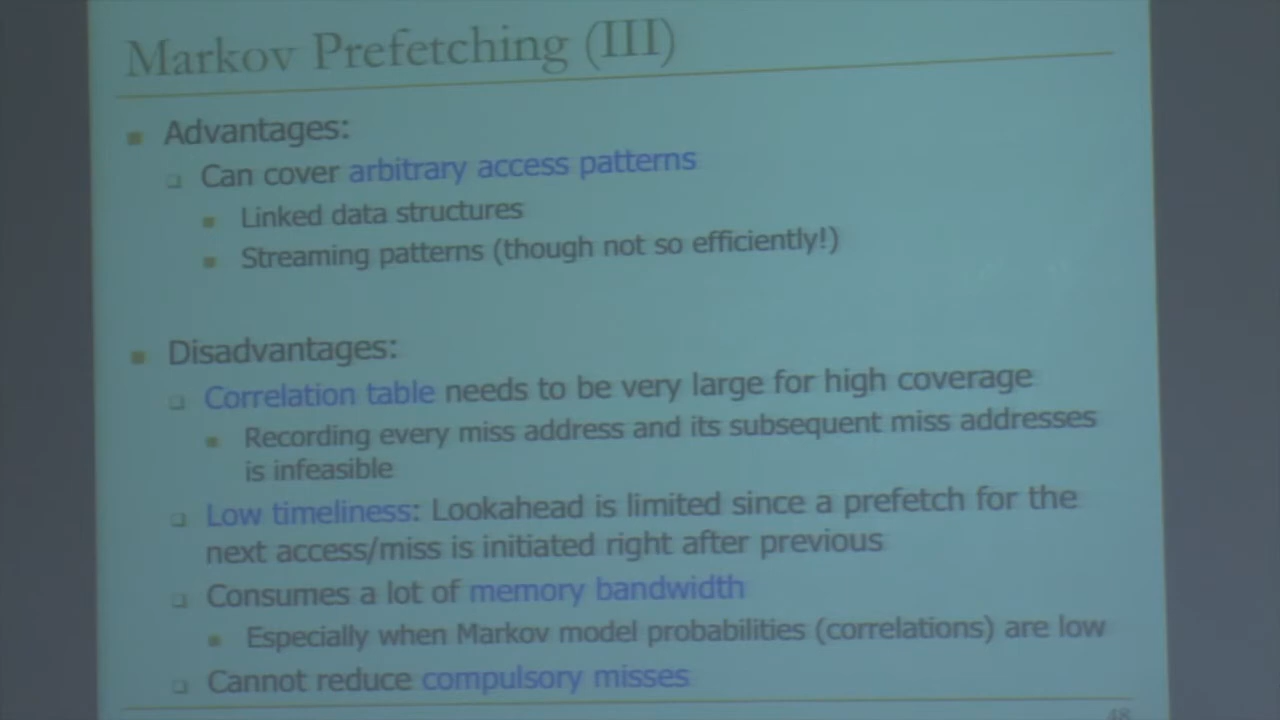 Markov Prefetching (III)
Advantages:
Can cover arbitrary access patterns
Linked data structures
Streaming patterns (though not so efficiently!)
Disadvantages:
Correlation table needs to be very large for high coverage
Recording every miss address and its subsequent miss addresses
is infeasible
Low timeliness: Lookahead is limited since a prefetch for the
next access/miss is initiated right after previous
Consumes a lot of memory bandwidth
Especially when Markov model probabilities (correlations) are low
Cannot reduce compulsory misses
48